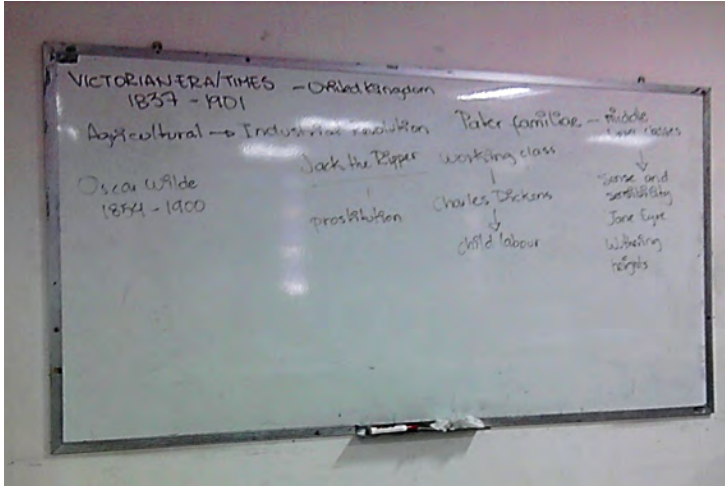 VICTORIAN ERA/TIMES - United Kingdom
1837 - 1901
Agricultural → Industrial Revolution
Pater familiae - middle
classes
Jack the Ripper
prostitution
working class
Charles Dickens
child labour
Sense and
sensibility
Jane Eyre
Wuthering
heights
Oscar Wilde
1854 - 1900